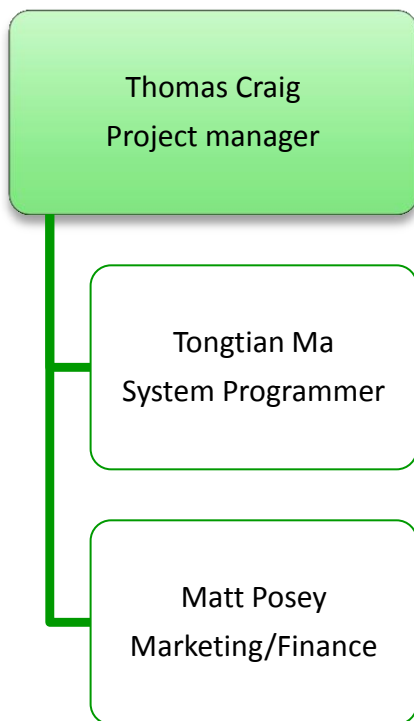 Thomas Craig
Project manager
Tongtian Ma
System Programmer
Matt Posey
Marketing/Finance